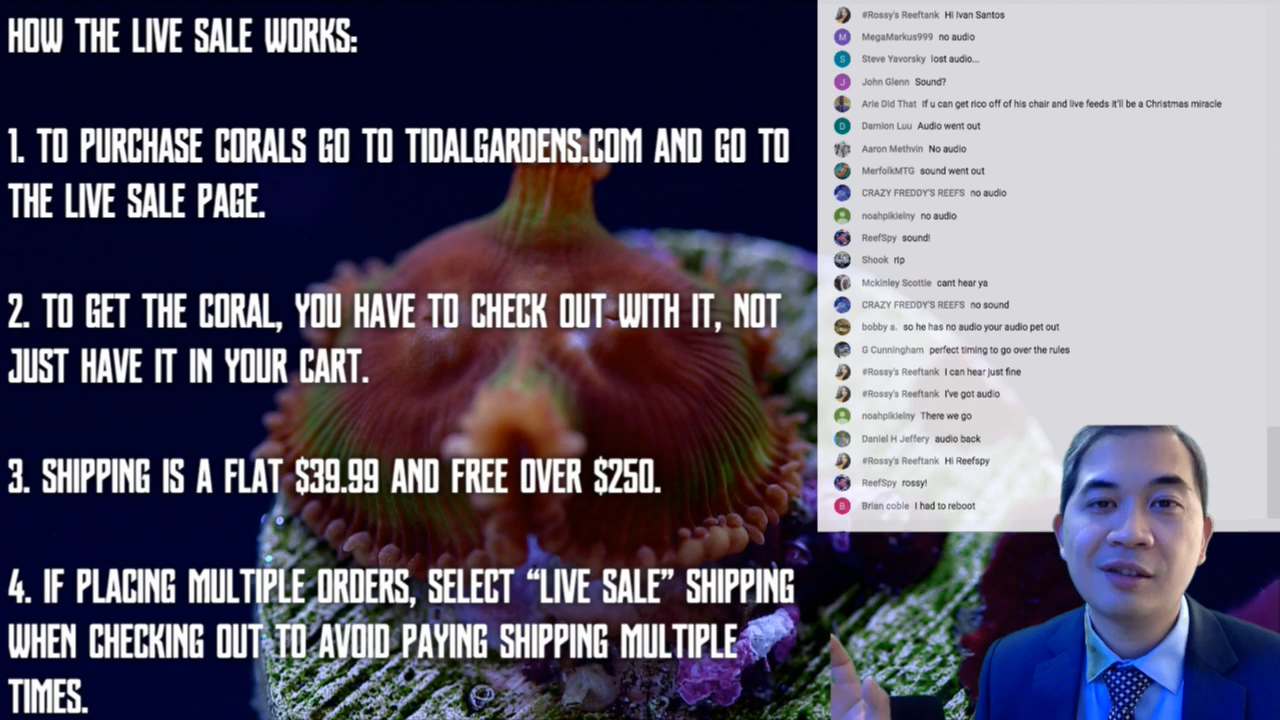 HOW THE LIVE SALE WORKS:
1. TO PURCHASE CORALS GO TO TIDALGARDENS.COM AND GO TO
THE LIVE SALE PAGE.
2. TO GET THE CORAL, YOU HAVE TO CHECK OUT WITH IT, NOT
JUST HAVE IT IN YOUR CART.
3. SHIPPING IS A FLAT $39.99 AND FREE OVER $250.
4. IF PLACING MULTIPLE ORDERS, SELECT “LIVE SALE” SHIPPING
WHEN CHECKING OUT TO AVOID PAYING SHIPPING MULTIPLE
TIMES.
#Rossy's Reeftank Hi Ivan Santos
M MegaMarkus999 no audio
S Steve Yavorsky lost audio...
J John Glenn Sound?
Arie Did That If u can get rico off of his chair and live feeds it'll be a Christmas miracle
D Damion Luu Audio went out
Aaron Methvin No audio
MerfolkMTG sound went out
CRAZY FREDDY'S REEFS no audio
noahpikielny no audio
ReefSpy sound!
Shook rip
Mckinley Scottie cant hear ya
CRAZY FREDDY'S REEFS no sound
bobby a. so he has no audio your audio pet out
G Cunningham perfect timing to go over the rules
#Rossy's Reeftank I can hear just fine
#Rossy's Reeftank I've got audio
noahpikielny There we go
Daniel H Jeffery audio back
#Rossy's Reeftank Hi Reefspy
ReefSpy rossy!
B Brian coble I had to reboot